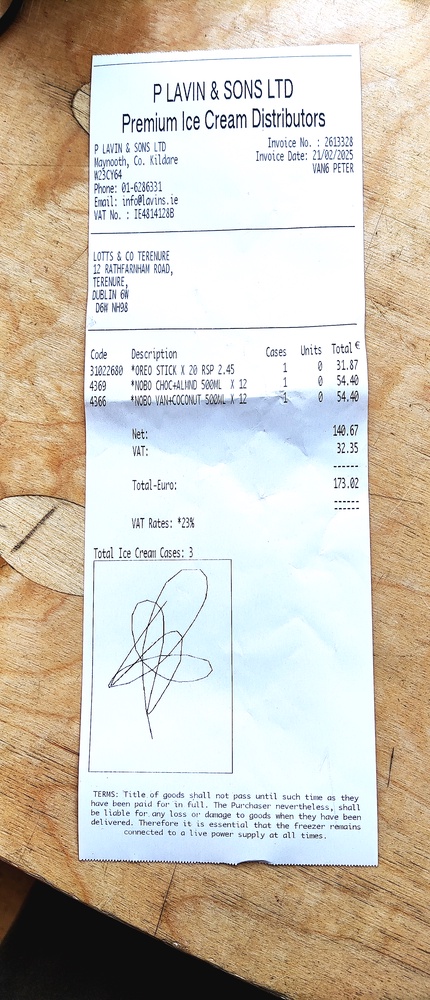 P LAVIN & SONS LTD
Premium Ice Cream Distributors
P LAVIN & SONS LTD
Maynooth, Co. Kildare
W23CY64
Phone: 01-6286331
Email: info@lavins.ie
VAT No. : IE4814128B
Invoice No. : 2613328
Invoice Date: 21/02/2025
VAN6 PETER
LOTTS & CO TERENURE
12 RATHFARNHAM ROAD,
TERENURE,
DUBLIN 6W
D6W NH98
Code Description Cases Units Total €
31022680 *OREO STICK X 20 RSP 2.45 1 0 31.87
4369 *NOBO CHOC+ALMND 500ML X 12 1 0 54.40
4366 *NOBO VAN+COCONUT 500ML X 12 1 0 54.40
Net: 140.67
VAT: 32.35
------
Total-Euro: 173.02
------
------
VAT Rates: *23%
Total Ice Cream Cases: 3
TERMS: Title of goods shall not pass until such time as they
have been paid for in full. The Purchaser nevertheless, shall
be liable for any loss or damage to goods when they have been
delivered. Therefore it is essential that the freezer remains
connected to a live power supply at all times.